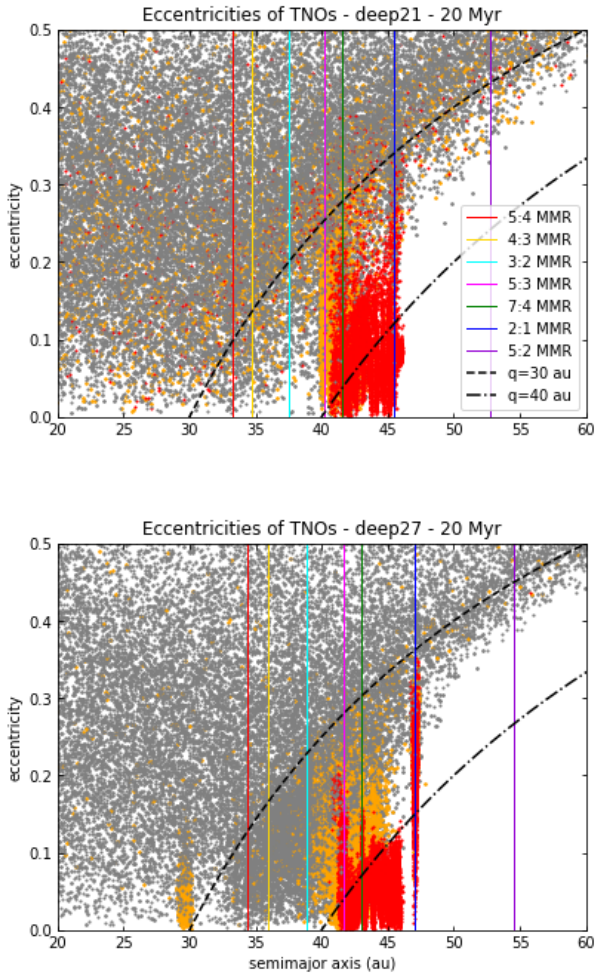 Eccentricities of TNOs - deep21 - 20 Myr
0.5
0.4
0.3
0.2
0.1
0.0
eccentricity
20 25 30 35 40 45 50 55 60
5:4 MMR
4:3 MMR
3:2 MMR
5:3 MMR
7:4 MMR
2:1 MMR
5:2 MMR
q=30 au
q=40 au
Eccentricities of TNOs - deep27 - 20 Myr
0.5
0.4
0.3
0.2
0.1
0.0
eccentricity
20 25 30 35 40 45 50 55 60
semimajor axis (au)